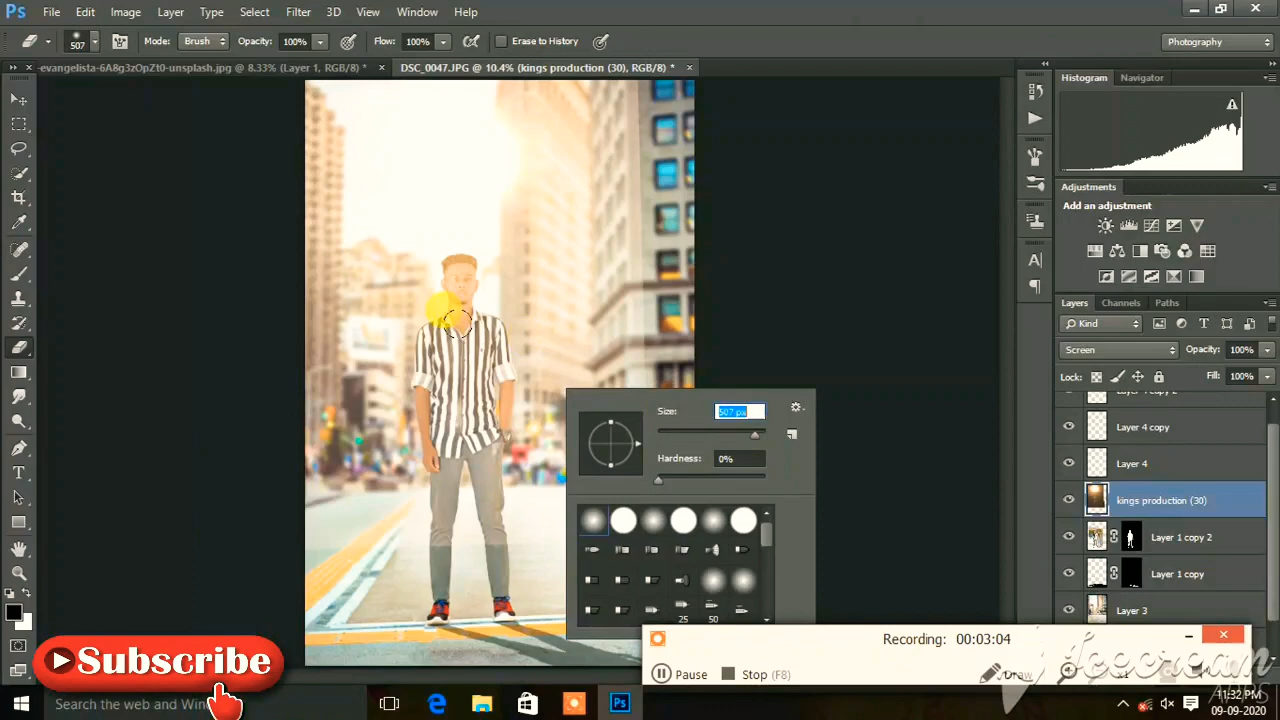 Ps File Edit Image Layer Type Select Filter 3D View Window Help
507 Mode: Brush Opacity: 100% Flow: 100% Erase to History Photography
-evangelista-6A8g3zOpZt0-unsplash.jpg @ 8.33% (Layer 1, RGB/8) * × DSC_0047.JPG @ 10.4% (kings production (30), RGB/8) * ×
Histogram Navigator
Adjustments
Add an adjustment
Layers Channels Paths
Kind
Screen Opacity: 100%
Lock: Fill: 100%
Layer 4 copy
Layer 4
kings production (30)
Layer 1 copy 2
Layer 1 copy
Layer 3
Size: 507 px
Hardness: 0%
25 50
Recording: 00:03:04
Pause Stop (F8) Draw x1
Icecream
APPS
Subscribe
Search the web and Win
Ps
11:32 PM
09-09-2020